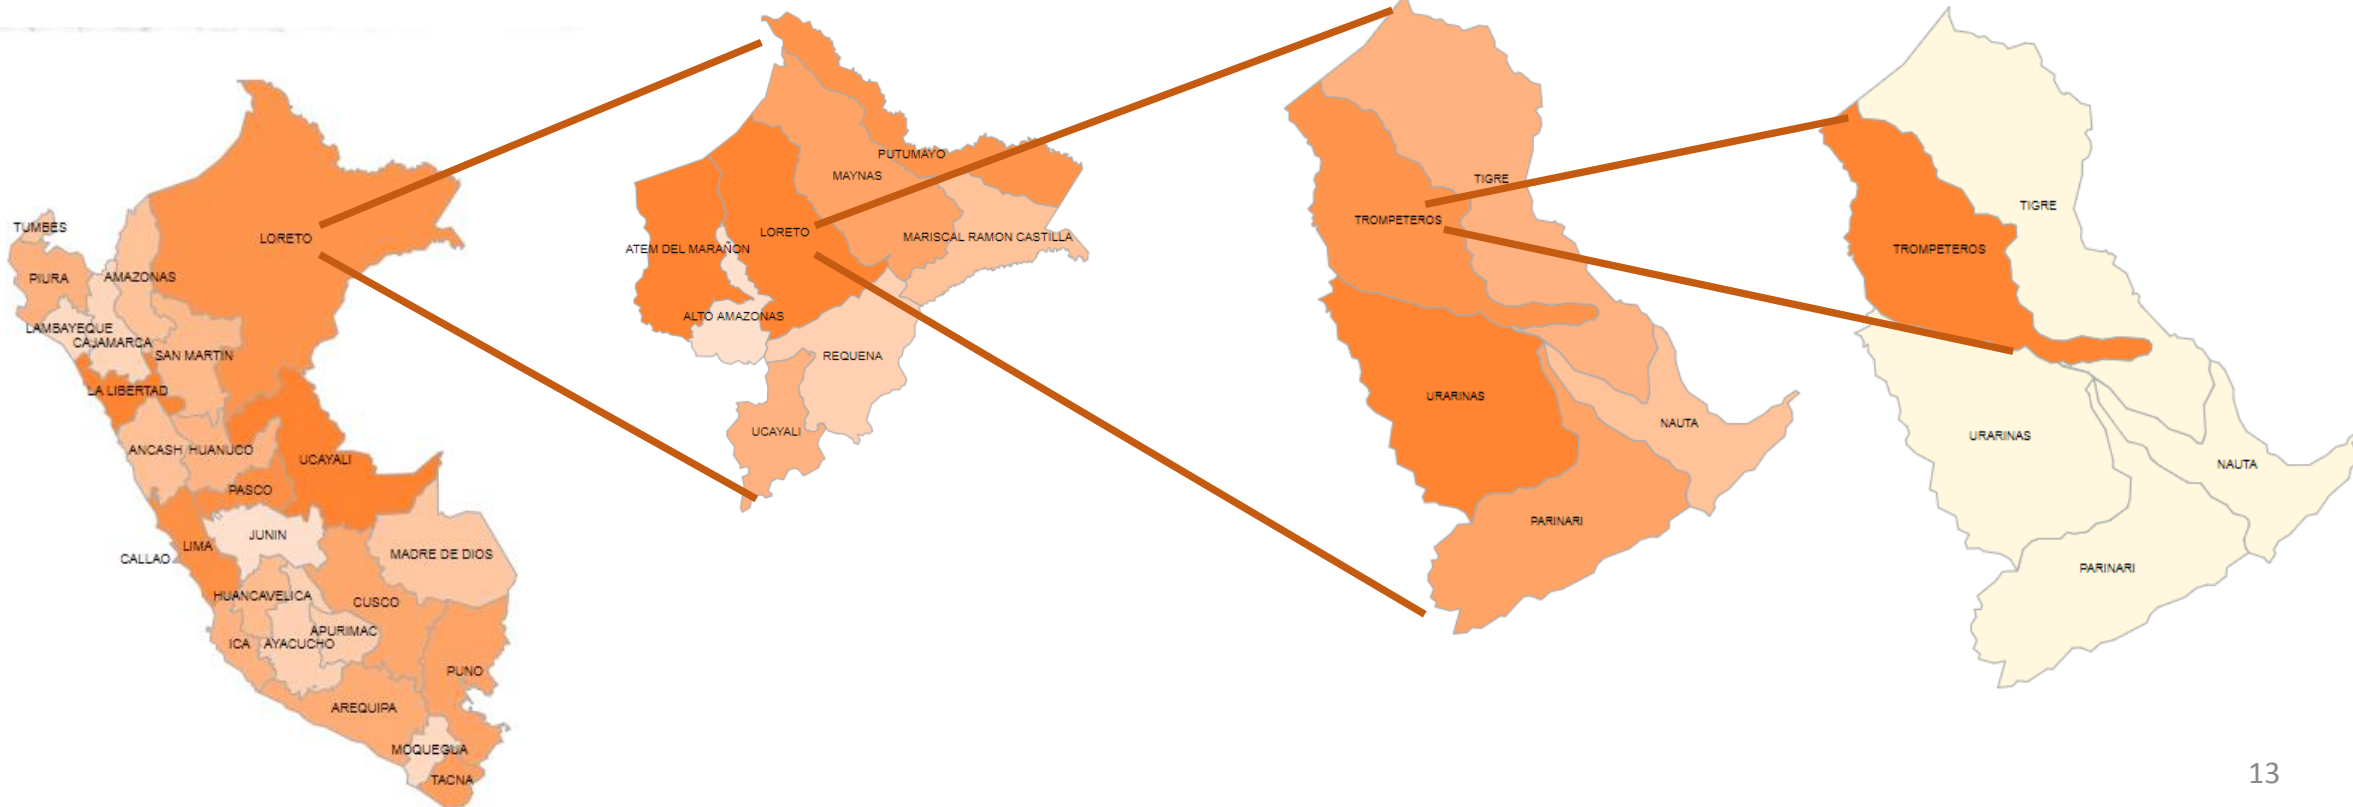 TUMBES
LORETO
PIURA
AMAZONAS
LAMBAYEQUE
CAJAMARCA
SAN MARTIN
LA LIBERTAD
ANCASH
HUANUCO
UCAYALI
PASCO
JUNIN
LIMA
CALLAO
MADRE DE DIOS
HUANCAVELICA
CUSCO
APURIMAC
ICA
AYACUCHO
PUNO
AREQUIPA
MOQUEGUA
TACNA
PUTUMAYO
MAYNAS
LORETO
MARISCAL RAMON CASTILLA
ATEM DEL MARAÑON
ALTO AMAZONAS
REQUENA
UCAYALI
TIGRE
TROMPETEROS
URARINAS
NAUTA
PARINARI
TIGRE
TROMPETEROS
URARINAS
NAUTA
PARINARI
13